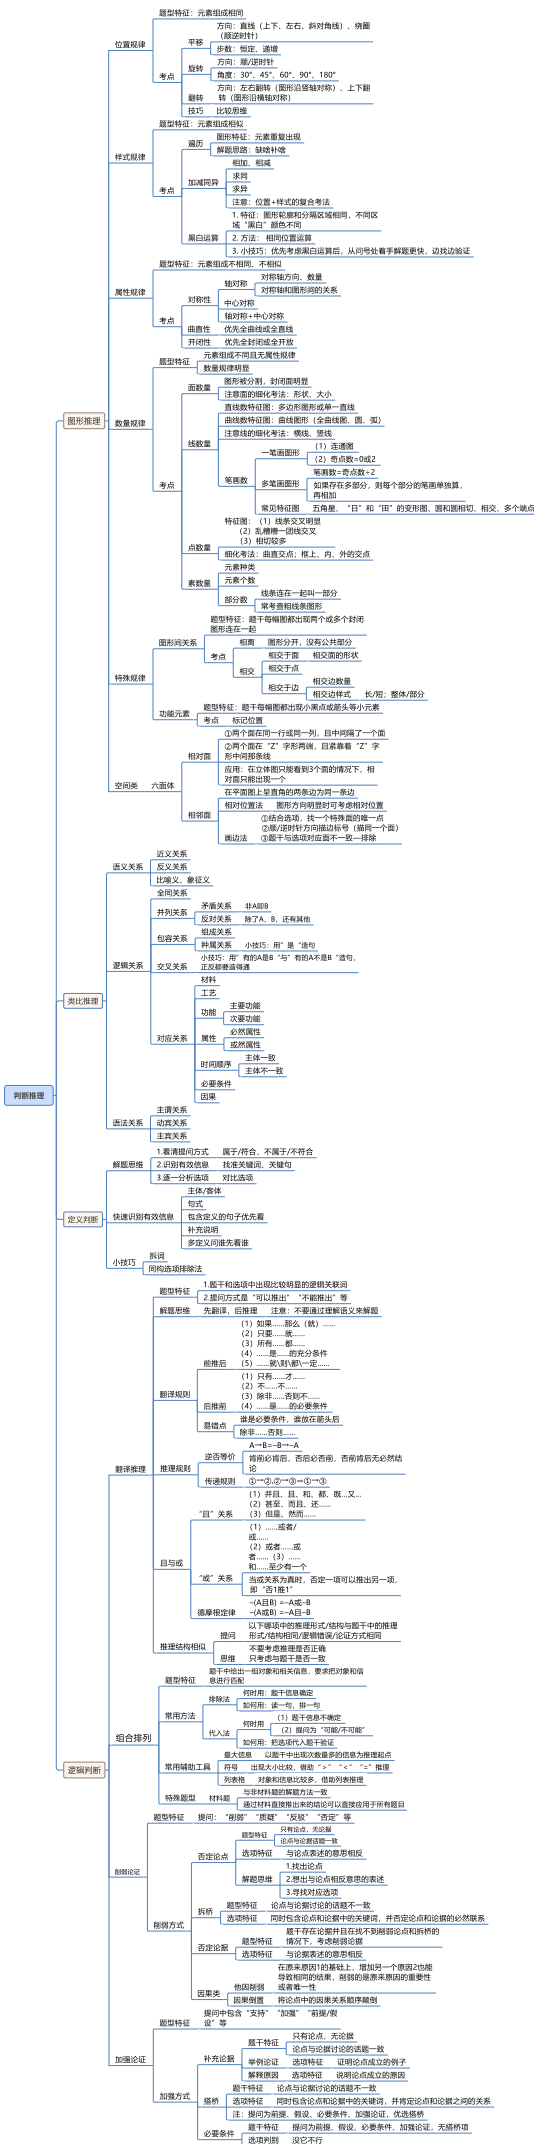 判断推理
图形推理
位置规律
题型特征：元素组成相同
考点
平移
方向：直线（上下、左右、斜对角线）、绕圈
（顺逆时针）
步数：恒定、递增
旋转
方向：顺/逆时针
角度：30°、45°、60°、90°、180°
翻转
方向：左右翻转（图形沿竖轴对称）、上下翻
转（图形沿横轴对称）
技巧
比较思维
样式规律
题型特征：元素组成相似
考点
遍历
图形特征：元素重复出现
解题思路：缺啥补啥
加减同异
相加、相减
求同
求异
注意：位置+样式的复合考法
黑白运算
1. 特征：图形轮廓和分隔区域相同，不同区
域“黑白”颜色不同
2. 方法： 相同位置运算
3. 小技巧：优先考虑黑白运算后，从问号处着手解题更快，边找边验证
属性规律
题型特征：元素组成不相同、不相似
考点
对称性
轴对称
对称轴方向、数量
对称轴和图形间的关系
中心对称
轴对称+中心对称
曲直性
优先全曲线或全直线
开闭性
优先全封闭或全开放
数量规律
题型特征
元素组成不同且无属性规律
数量规律明显
考点
面数量
图形被分割，封闭面明显
注意面的细化考法：形状、大小
线数量
直线数特征图：多边形图形或单一直线
曲线数特征图：曲线图形（全曲线图、圆、弧）
注意线的细化考法：横线、竖线
笔画数
一笔画图形
（1）连通图
（2）奇点数=0或2
多笔画图形
笔画数=奇点数÷2
如果存在多部分，则每个部分的笔画单独算，
再相加
常见特征图
五角星、“日”和“田”的变形图、圆和圆相切、相交、多个端点
点数量
特征图：（1）线条交叉明显
（2）乱糟糟一团线交叉
（3）相切较多
细化考法：曲直交点；框上、内、外的交点
素数量
元素种类
元素个数
部分数
线条连在一起叫一部分
常考查粗线条图形
特殊规律
图形间关系
题型特征：题干每幅图都出现两个或多个封闭
图形连在一起
考点
相离
图形分开，没有公共部分
相交
相交于面
相交面的形状
相交于点
相交于边
相交边数量
相交边样式
长/短；整体/部分
功能元素
题型特征：题干每幅图都出现小黑点或箭头等小元素
考点
标记位置
空间类
六面体
相对面
①两个面在同一行或同一列，且中间隔了一个面
②两个面在“Z”字形两端，且紧靠着“Z”字
形中间那条线
应用：在立体图只能看到3个面的情况下，相
对面只能出现一个
相邻面
在平面图上呈直角的两条边为同一条边
相对位置法
图形方向明显时可考虑相对位置
画边法
①结合选项，找一个特殊面的唯一点
②顺/逆时针方向描边标号（描同一个面）
③题干与选项对应面不一致—排除
类比推理
语义关系
近义关系
反义关系
比喻义、象征义
逻辑关系
全同关系
并列关系
矛盾关系
非A即B
反对关系
除了A、B，还有其他
包容关系
组成关系
种属关系
小技巧：用”是“造句
交叉关系
小技巧：用”有的A是B“与”有的A不是B“造句，
正反都要造得通
对应关系
材料
工艺
功能
主要功能
次要功能
属性
必然属性
或然属性
时间顺序
主体一致
主体不一致
必要条件
因果
语法关系
主谓关系
动宾关系
主宾关系
定义判断
解题思维
1.看清提问方式
属于/符合，不属于/不符合
2.识别有效信息
找准关键词、关键句
3.逐一分析选项
对比选项
快速识别有效信息
主体/客体
句式
包含定义的句子优先看
补充说明
多定义问谁先看谁
小技巧
拆词
同构选项排除法
逻辑判断
翻译推理
题型特征
1.题干和选项中出现比较明显的逻辑关联词
2.提问方式是“可以推出”“不能推出”等
解题思维
先翻译，后推理
注意：不要通过理解语义来解题
翻译规则
前推后
（1）如果……那么（就）……
（2）只要……就……
（3）所有……都……
（4）……是……的充分条件
（5）……就\则\都\一定……
后推前
（1）只有……才……
（2）不……不……
（3）除非……否则不……
（4）……是……的必要条件
易错点
谁是必要条件，谁放在箭头后
除非……否则……
推理规则
逆否等价
A→B=−B→−A
肯前必肯后，否后必否前，否前肯后无必然结
论
传递规则
①→②,②→③⇒①→③
且与或
“且”关系
（1）并且、且、和、都、既…又…
（2）甚至、而且、还……
（3）但是、然而……
“或”关系
（1）……或者/
或……
（2）或者……或
者……（3）……
和……至少有一个
当或关系为真时，否定一项可以推出另一项，
即“否1推1”
德摩根定律
−(A且B) =−A或−B
−(A或B) =−A且−B
推理结构相似
提问
以下哪项中的推理形式/结构与题干中的推理
形式/结构相同/逻辑错误/论证方式相同
思维
不要考虑推理是否正确
只考虑与题干是否一致
组合排列
题型特征
题干中给出一组对象和相关信息，要求把对象和信
息进行匹配
常用方法
排除法
何时用：题干信息确定
如何用：读一句，排一句
代入法
何时用
（1）题干信息不确定
（2）提问为“可能/不可能”
如何用：把选项代入题干验证
常用辅助工具
最大信息
以题干中出现次数最多的信息为推理起点
符号
出现大小比较，借助“＞”“＜”“=”推理
列表格
对象和信息比较多，借助列表推理
特殊题型
材料题
与非材料题的解题方法一致
通过材料直接推出来的结论可以直接应用于所有题目
削弱论证
题型特征
提问：“削弱”“质疑”“反驳”“否定”等
削弱方式
否定论点
题型特征
只有论点，无论据
论点与论据话题一致
选项特征
与论点表述的意思相反
解题思维
1.找出论点
2.想出与论点相反意思的表述
3.寻找对应选项
拆桥
题型特征
论点与论据讨论的话题不一致
选项特征
同时包含论点和论据中的关键词，并否定论点和论据的必然联系
否定论据
题型特征
题干存在论据并且在找不到削弱论点和拆桥的
情况下，考虑削弱论据
选项特征
与论据表述的意思相反
因果类
他因削弱
在原来原因1的基础上，增加另一个原因2也能
导致相同的结果，削弱的是原来原因的重要性
或者唯一性
因果倒置
将论点中的因果关系顺序颠倒
加强论证
题型特征
提问中包含“支持”“加强”“前提/假
设”等
加强方式
补充论据
题干特征
只有论点，无论据
论点与论据讨论的话题一致
举例论证
选项特征
证明论点成立的例子
解释原因
选项特征
说明论点成立的原因
搭桥
题干特征
论点与论据讨论的话题不一致
选项特征
同时包含论点和论据中的关键词，并肯定论点和论据之间的关系
注：提问为前提、假设、必要条件、加强论证，优选搭桥
必要条件
题干特征
提问为前提、假设、必要条件、加强论证，无搭桥项
选项判别
没它不行